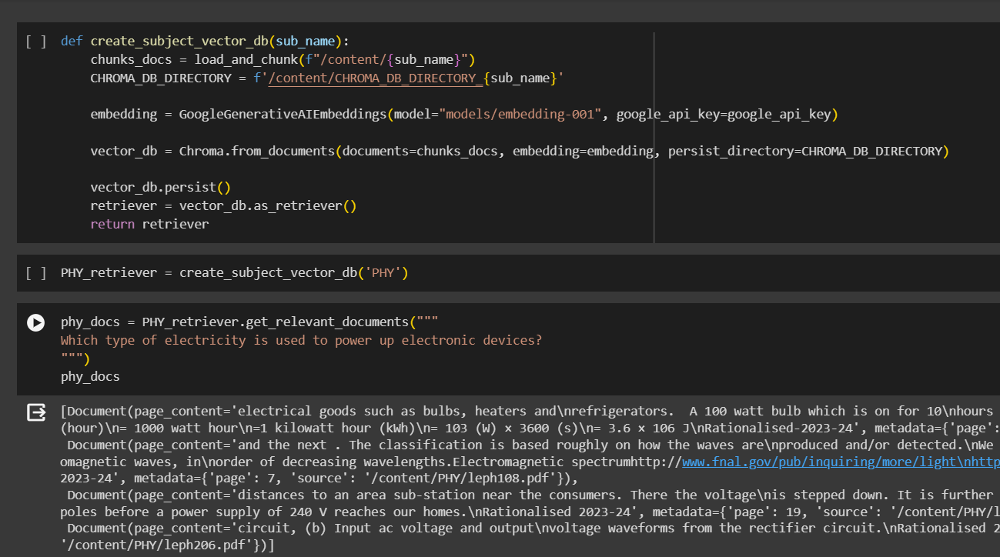 [ ] def create_subject_vector_db(sub_name):
chunks_docs = load_and_chunk(f"/content/{sub_name}")
CHROMA_DB_DIRECTORY = f'/content/CHROMA_DB_DIRECTORY_{sub_name}'
embedding = GoogleGenerativeAIEmbeddings(model="models/embedding-001", google_api_key=google_api_key)
vector_db = Chroma.from_documents(documents=chunks_docs, embedding=embedding, persist_directory=CHROMA_DB_DIRECTORY)
vector_db.persist()
retriever = vector_db.as_retriever()
return retriever
[ ] PHY_retriever = create_subject_vector_db('PHY')
phy_docs = PHY_retriever.get_relevant_documents("""
Which type of electricity is used to power up electronic devices?
""")
phy_docs
[Document(page_content='electrical goods such as bulbs, heaters and\nrefrigerators.  A 100 watt bulb which is on for 10\nhours
(hour)\n= 1000 watt hour\n=1 kilowatt hour (kWh)\n= 103 (W) × 3600 (s)\n= 3.6 × 106 J\nRationalised-2023-24', metadata={'page':
Document(page_content='and the next . The classification is based roughly on how the waves are\nproduced and/or detected.\nWe
omagnetic waves, in\norder of decreasing wavelengths.Electromagnetic spectrumhttp://www.fnal.gov/pub/inquiring/more/light\nhttp
2023-24', metadata={'page': 7, 'source': '/content/PHY/leph108.pdf'}),
Document(page_content='distances to an area sub-station near the consumers. There the voltage\nis stepped down. It is further
poles before a power supply of 240 V reaches our homes.\nRationalised 2023-24', metadata={'page': 19, 'source': '/content/PHY/l
Document(page_content='circuit, (b) Input ac voltage and output\nvoltage waveforms from the rectifier circuit.\nRationalised 2
'/content/PHY/leph206.pdf'})]